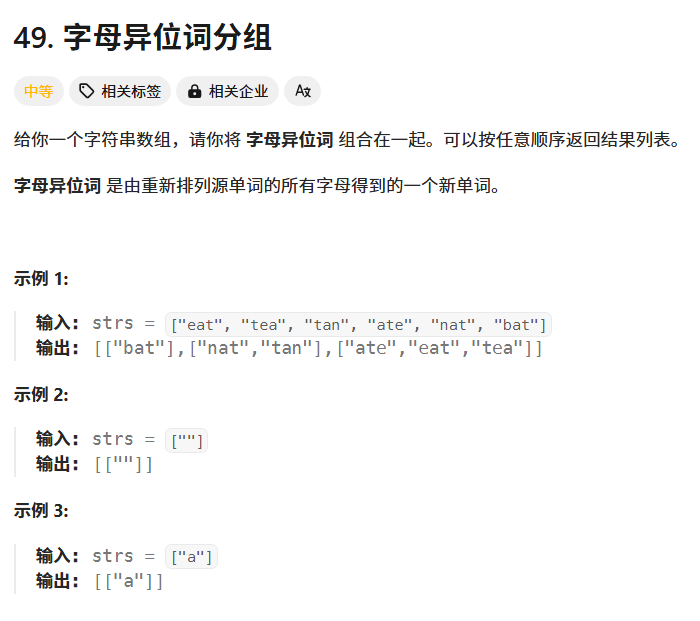 49. 字母异位词分组
中等 相关标签 相关企业 Aあ
给你一个字符串数组，请你将 字母异位词 组合在一起。可以按任意顺序返回结果列表。
字母异位词 是由重新排列源单词的所有字母得到的一个新单词。
示例 1:
输入: strs = ["eat", "tea", "tan", "ate", "nat", "bat"]
输出: [["bat"],["nat","tan"],["ate","eat","tea"]]
示例 2:
输入: strs = [""]
输出: [[""]]
示例 3:
输入: strs = ["a"]
输出: [["a"]]